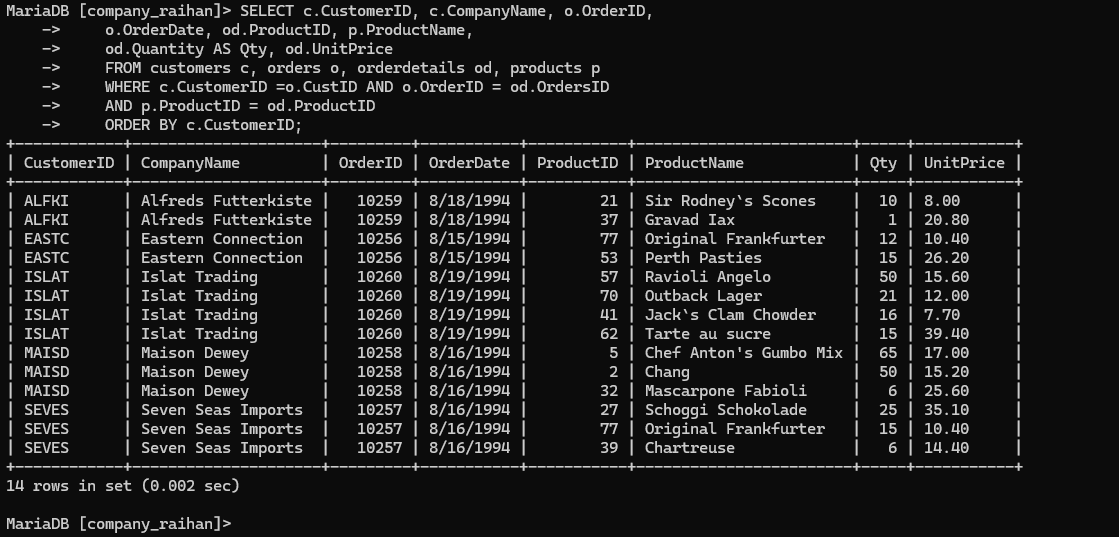 MariaDB [company_raihan]> SELECT c.CustomerID, c.CompanyName, o.OrderID,
    ->     o.OrderDate, od.ProductID, p.ProductName,
    ->     od.Quantity AS Qty, od.UnitPrice
    ->     FROM customers c, orders o, orderdetails od, products p
    ->     WHERE c.CustomerID =o.CustID AND o.OrderID = od.OrdersID
    ->     AND p.ProductID = od.ProductID
    ->     ORDER BY c.CustomerID;
+------------+---------------------+---------+-----------+-----------+------------------------+-----+-----------+
| CustomerID | CompanyName         | OrderID | OrderDate | ProductID | ProductName            | Qty | UnitPrice |
+------------+---------------------+---------+-----------+-----------+------------------------+-----+-----------+
| ALFKI      | Alfreds Futterkiste |   10259 | 8/18/1994 |        21 | Sir Rodney`s Scones    |  10 | 8.00      |
| ALFKI      | Alfreds Futterkiste |   10259 | 8/18/1994 |        37 | Gravad Iax             |   1 | 20.80     |
| EASTC      | Eastern Connection  |   10256 | 8/15/1994 |        77 | Original Frankfurter   |  12 | 10.40     |
| EASTC      | Eastern Connection  |   10256 | 8/15/1994 |        53 | Perth Pasties          |  15 | 26.20     |
| ISLAT      | Islat Trading       |   10260 | 8/19/1994 |        57 | Ravioli Angelo         |  50 | 15.60     |
| ISLAT      | Islat Trading       |   10260 | 8/19/1994 |        70 | Outback Lager          |  21 | 12.00     |
| ISLAT      | Islat Trading       |   10260 | 8/19/1994 |        41 | Jack's Clam Chowder    |  16 | 7.70      |
| ISLAT      | Islat Trading       |   10260 | 8/19/1994 |        62 | Tarte au sucre         |  15 | 39.40     |
| MAISD      | Maison Dewey        |   10258 | 8/16/1994 |         5 | Chef Anton's Gumbo Mix |  65 | 17.00     |
| MAISD      | Maison Dewey        |   10258 | 8/16/1994 |         2 | Chang                  |  50 | 15.20     |
| MAISD      | Maison Dewey        |   10258 | 8/16/1994 |        32 | Mascarpone Fabioli     |   6 | 25.60     |
| SEVES      | Seven Seas Imports  |   10257 | 8/16/1994 |        27 | Schoggi Schokolade     |  25 | 35.10     |
| SEVES      | Seven Seas Imports  |   10257 | 8/16/1994 |        77 | Original Frankfurter   |  15 | 10.40     |
| SEVES      | Seven Seas Imports  |   10257 | 8/16/1994 |        39 | Chartreuse             |   6 | 14.40     |
+------------+---------------------+---------+-----------+-----------+------------------------+-----+-----------+
14 rows in set (0.002 sec)
MariaDB [company_raihan]>